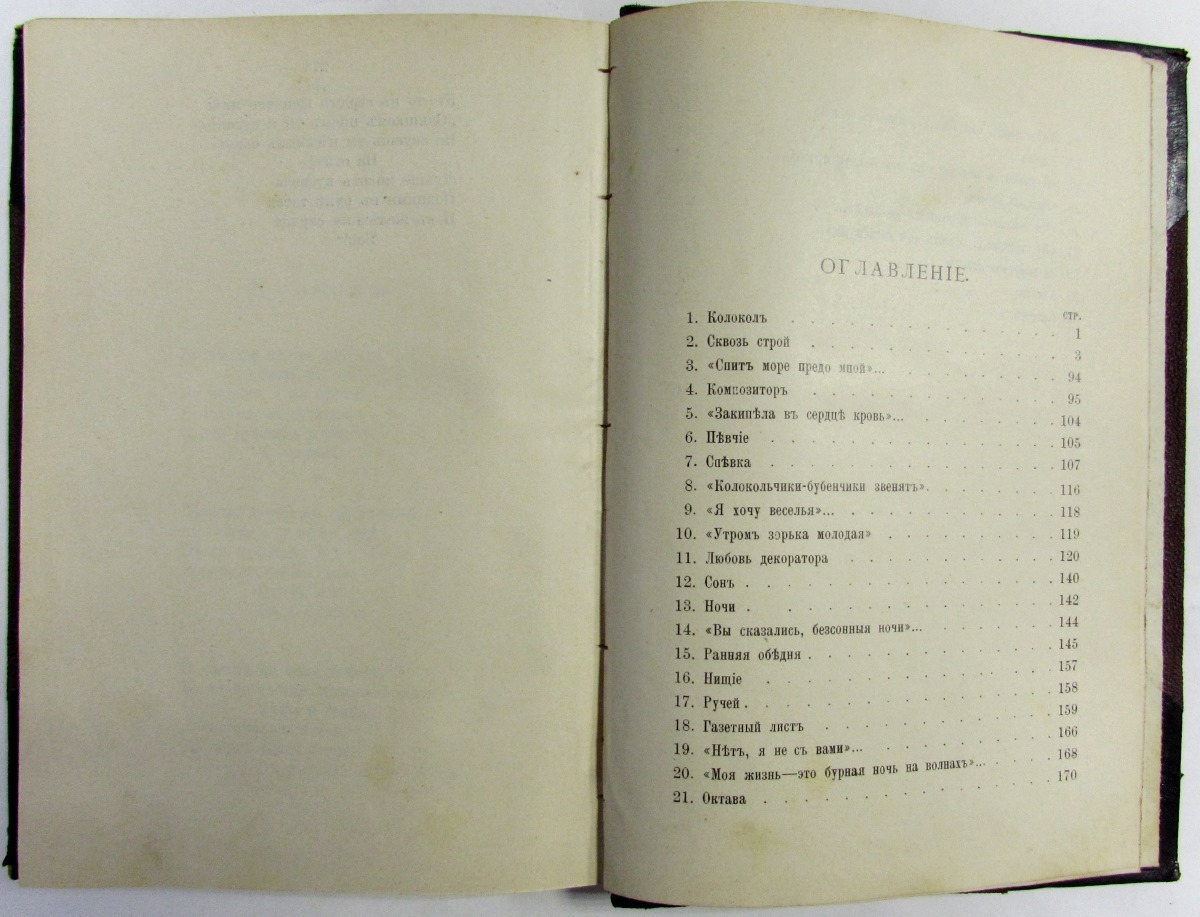 ОГЛАВЛЕНІЕ.
СТР.
1. Колоколъ . . . . . . . . . . 1
2. Сквозь строй . . . . . . . . . . 3
3. «Спитъ море предо мной»... . . . . . . . . 94
4. Композиторъ . . . . . . . . . . 95
5. «Закипѣла въ сердцѣ кровь»... . . . . . . . 104
6. Пѣвчіе . . . . . . . . . . 105
7. Спѣвка . . . . . . . . . . 107
8. «Колокольчики-бубенчики звенятъ». . . . . . . 116
9. «Я хочу веселья»... . . . . . . . . . 118
10. «Утромъ зорька молодая» . . . . . . . . 119
11. Любовь декоратора . . . . . . . . . 120
12. Сонъ . . . . . . . . . . 140
13. Ночи . . . . . . . . . . 142
14. «Вы сказались, безсонныя ночи»... . . . . . . 144
15. Ранняя обѣдня . . . . . . . . . . 145
16. Нищіе . . . . . . . . . . 157
17. Ручей . . . . . . . . . . 158
18. Газетный листъ . . . . . . . . . . 159
19. «Нѣтъ, я не съ вами»... . . . . . . . . 166
20. «Моя жизнь—это бурная ночь на волнахъ»... . . . . 168
21. Октава . . . . . . . . . . 170